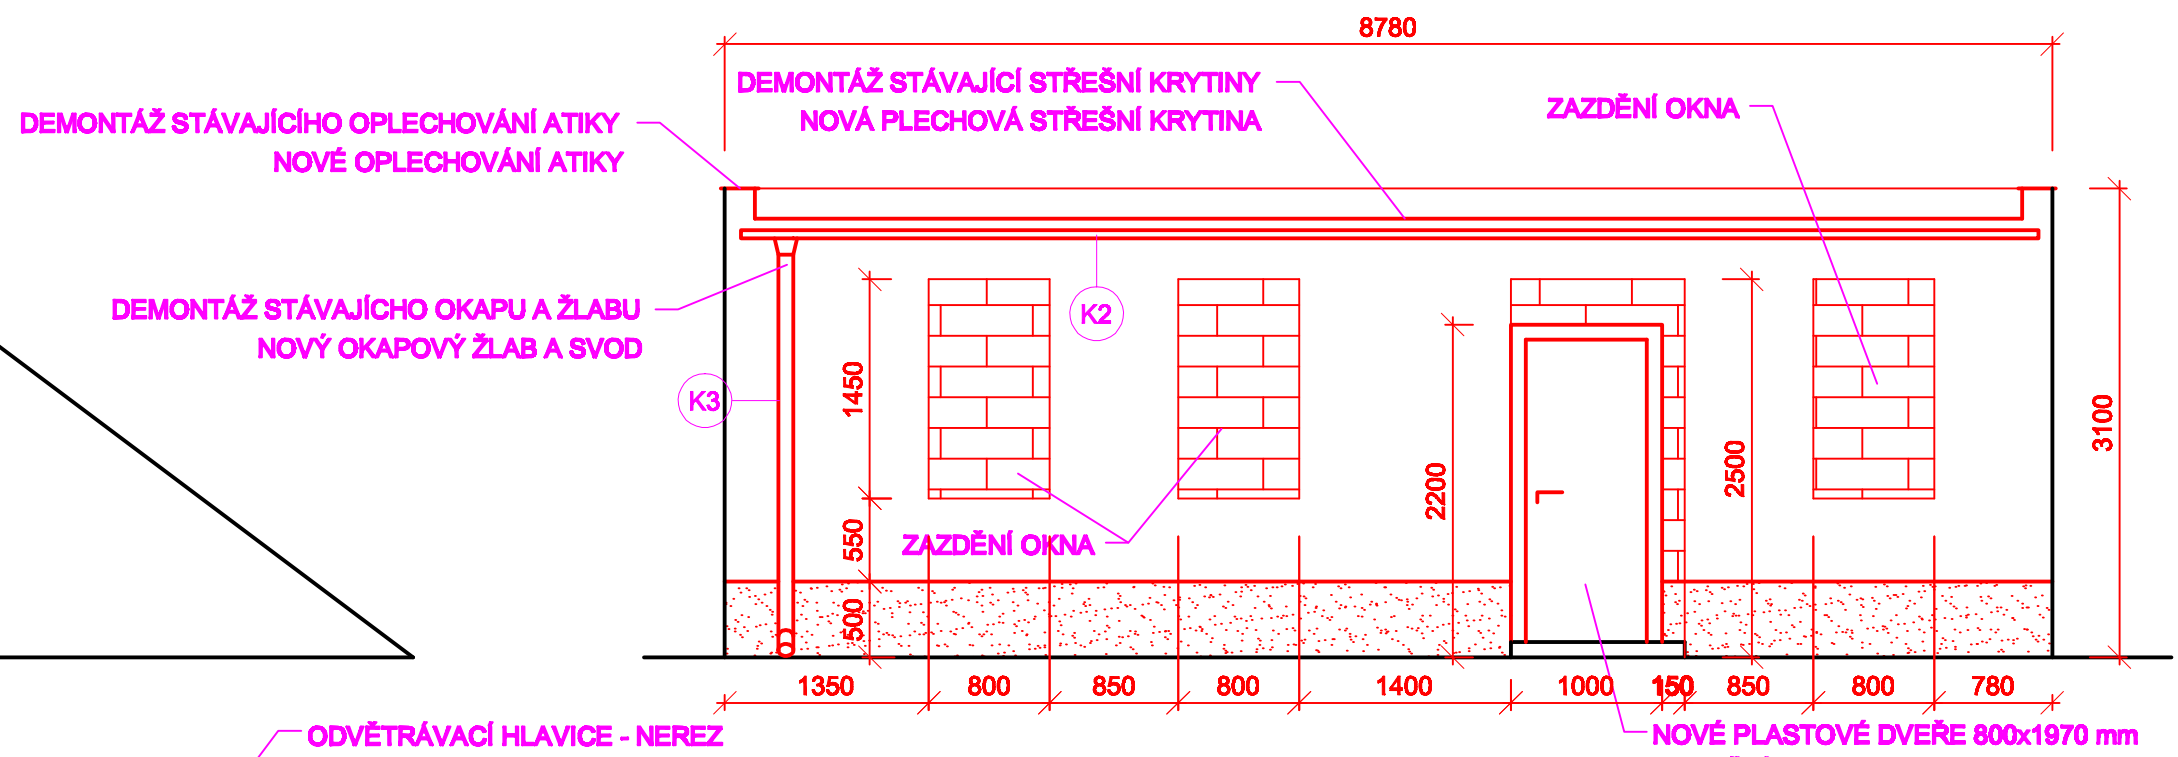 8780
DEMONTÁŽ STÁVAJÍCÍ STŘEŠNÍ KRYTINY
NOVÁ PLECHOVÁ STŘEŠNÍ KRYTINA
ZAZDĚNÍ OKNA
DEMONTÁŽ STÁVAJÍCÍHO OPLECHOVÁNÍ ATIKY
NOVÉ OPLECHOVÁNÍ ATIKY
DEMONTÁŽ STÁVAJÍCHO OKAPU A ŽLABU
NOVÝ OKAPOVÝ ŽLAB A SVOD
K2
K3
1450
550
500
2200
2500
3100
ZAZDĚNÍ OKNA
1350
800
850
800
1400
1000
150
850
800
780
ODVĚTRÁVACÍ HLAVICE - NEREZ
NOVÉ PLASTOVÉ DVEŘE 800x1970 mm